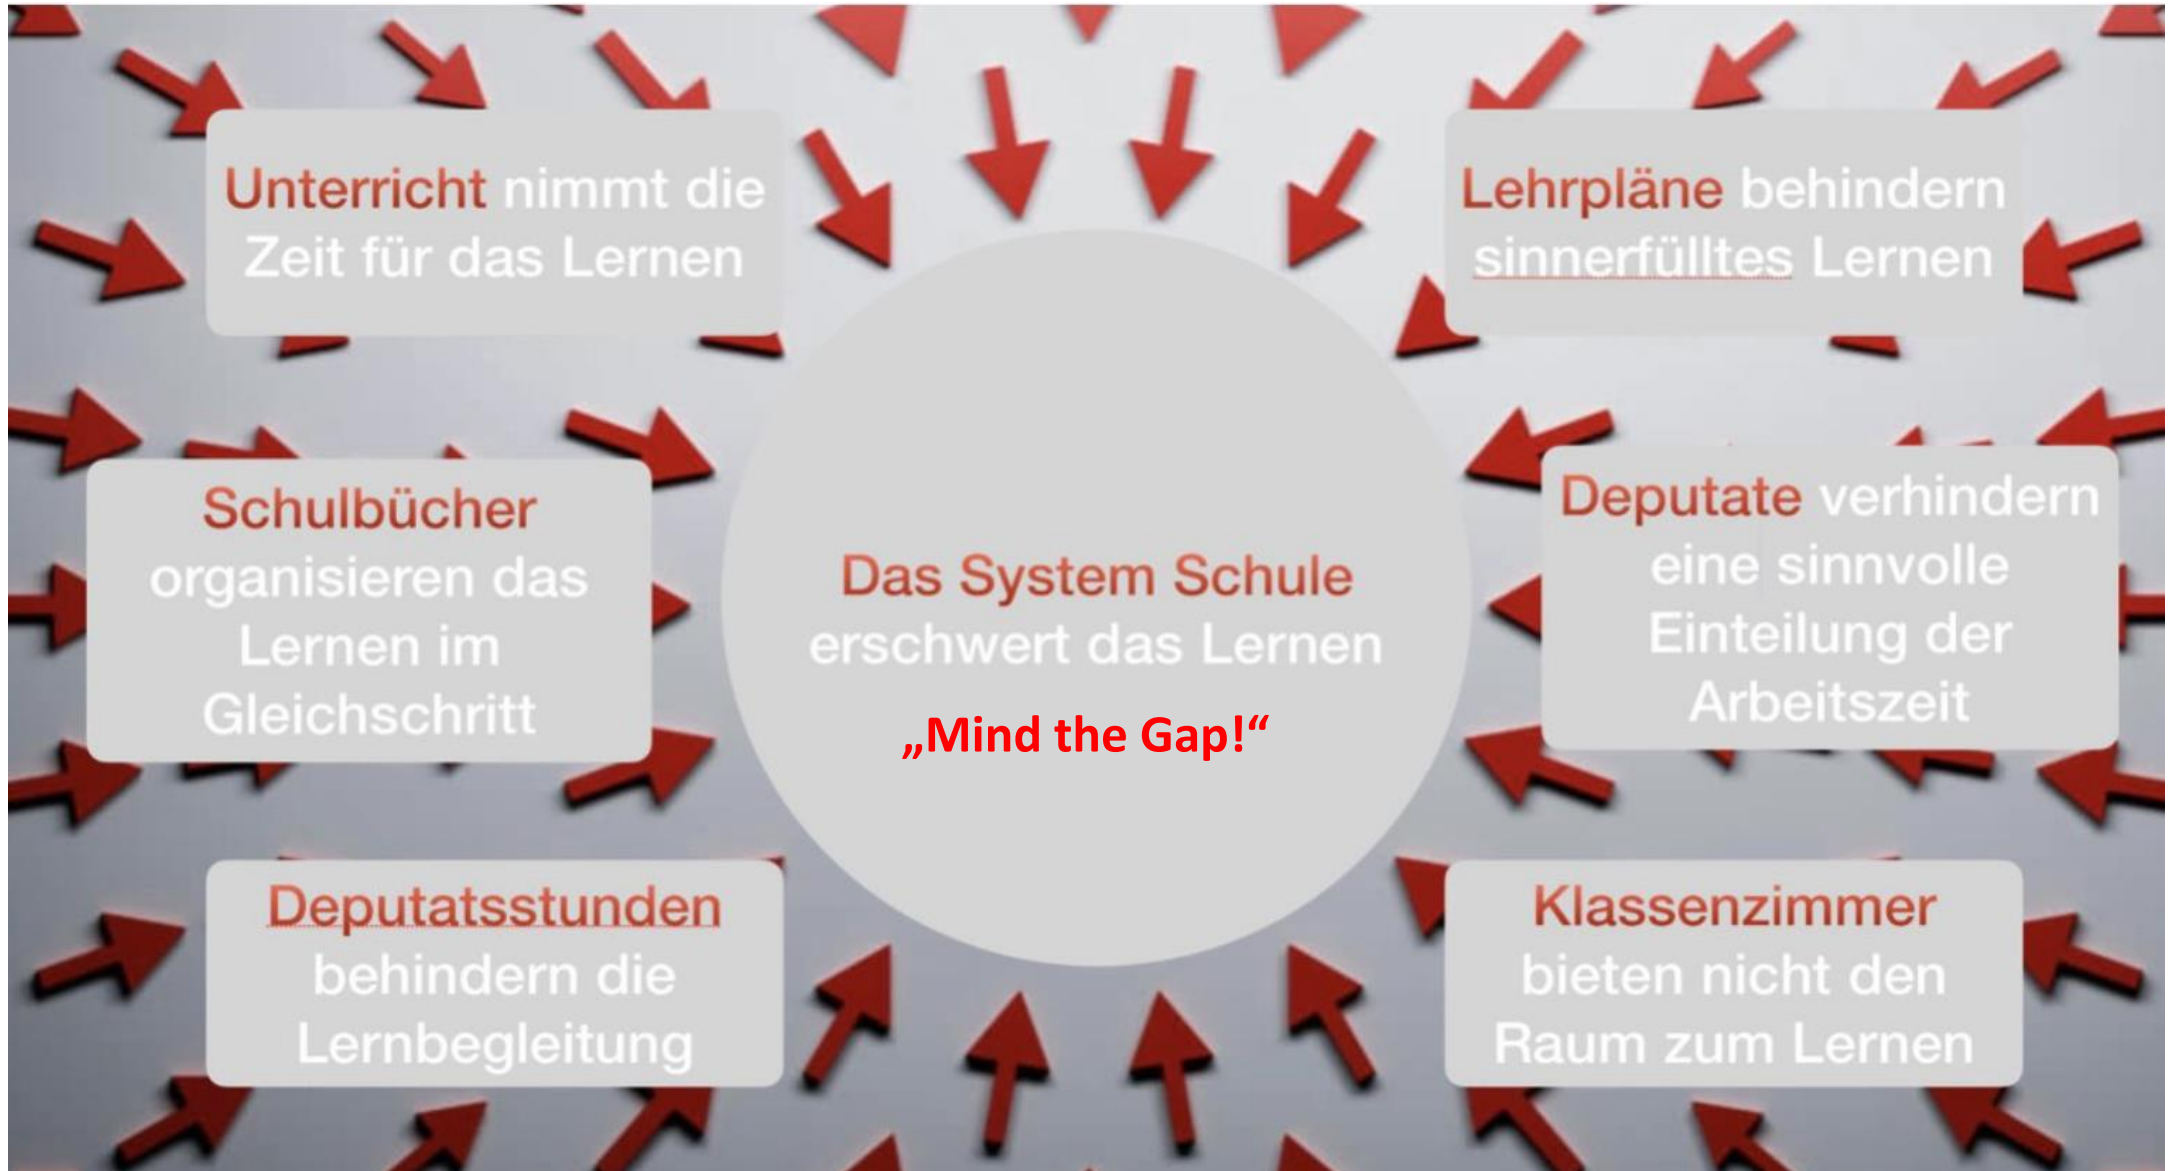 Unterricht nimmt die
Zeit für das Lernen
Lehrpläne behindern
sinnerfülltes Lernen
Schulbücher
organisieren das
Lernen im
Gleichschritt
Das System Schule
erschwert das Lernen
„Mind the Gap!“
Deputate verhindern
eine sinnvolle
Einteilung der
Arbeitszeit
Deputatsstunden
behindern die
Lernbegleitung
Klassenzimmer
bieten nicht den
Raum zum Lernen